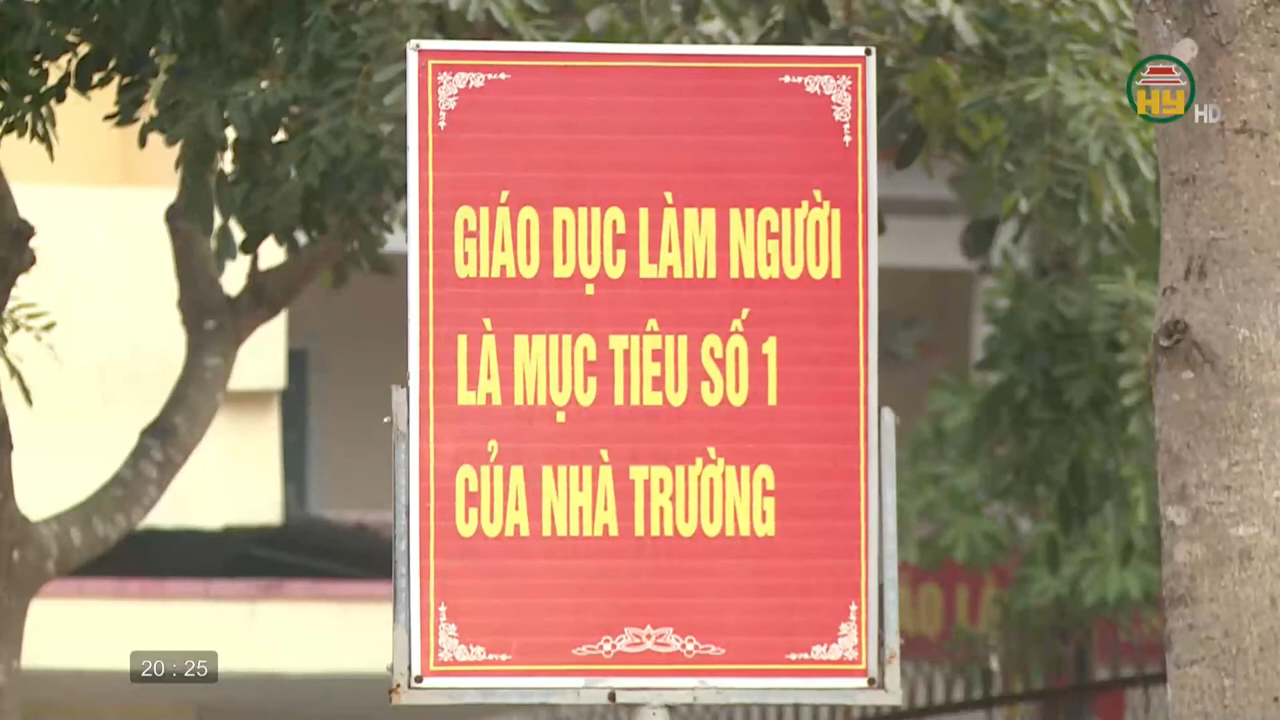 HY HD
GIÁO DỤC LÀM NGƯỜI
LÀ MỤC TIÊU SỐ 1
CỦA NHÀ TRƯỜNG
20 : 25